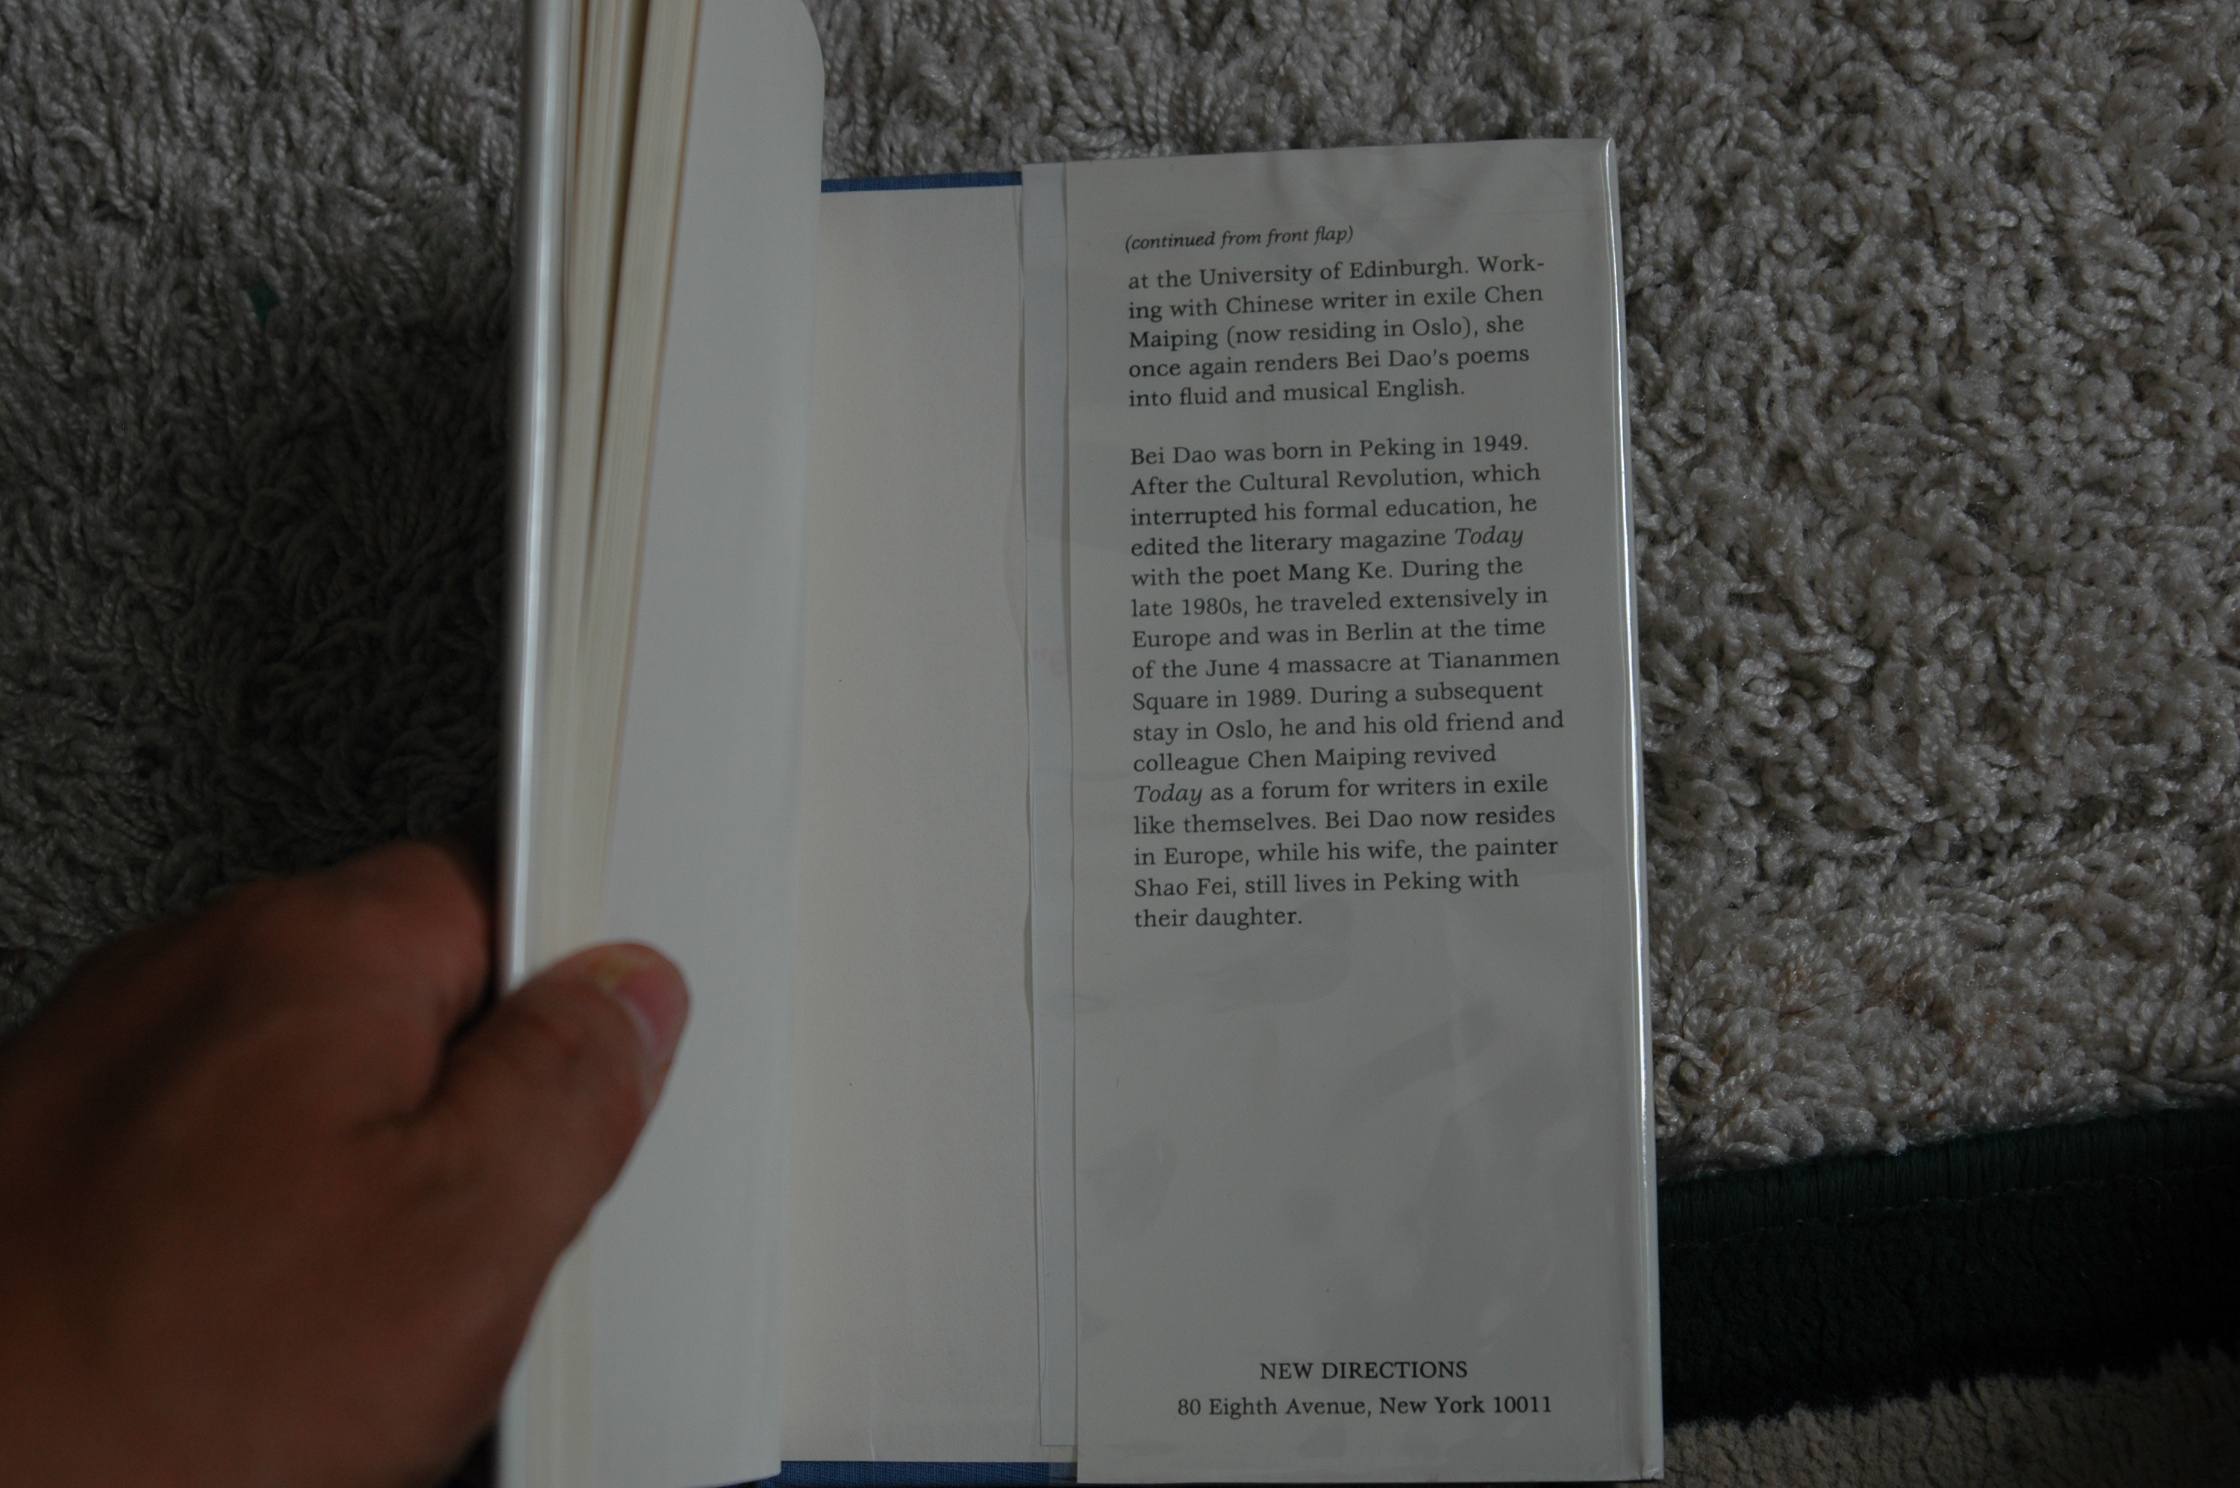 (continued from front flap)
at the University of Edinburgh. Work-
ing with Chinese writer in exile Chen
Maiping (now residing in Oslo), she
once again renders Bei Dao's poems
into fluid and musical English.
Bei Dao was born in Peking in 1949.
After the Cultural Revolution, which
interrupted his formal education, he
edited the literary magazine Today
with the poet Mang Ke. During the
late 1980s, he traveled extensively in
Europe and was in Berlin at the time
of the June 4 massacre at Tiananmen
Square in 1989. During a subsequent
stay in Oslo, he and his old friend and
colleague Chen Maiping revived
Today as a forum for writers in exile
like themselves. Bei Dao now resides
in Europe, while his wife, the painter
Shao Fei, still lives in Peking with
their daughter.
NEW DIRECTIONS
80 Eighth Avenue, New York 10011